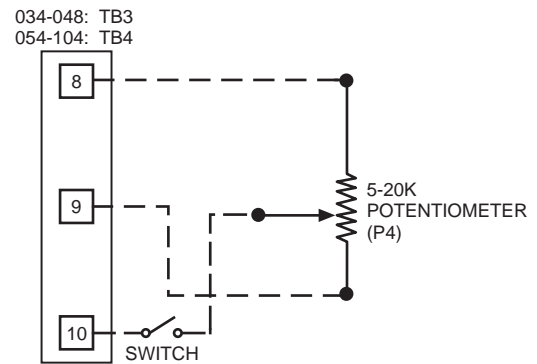 034-048: TB3
054-104: TB4
8
9
5-20K
POTENTIOMETER
(P4)
10
SWITCH